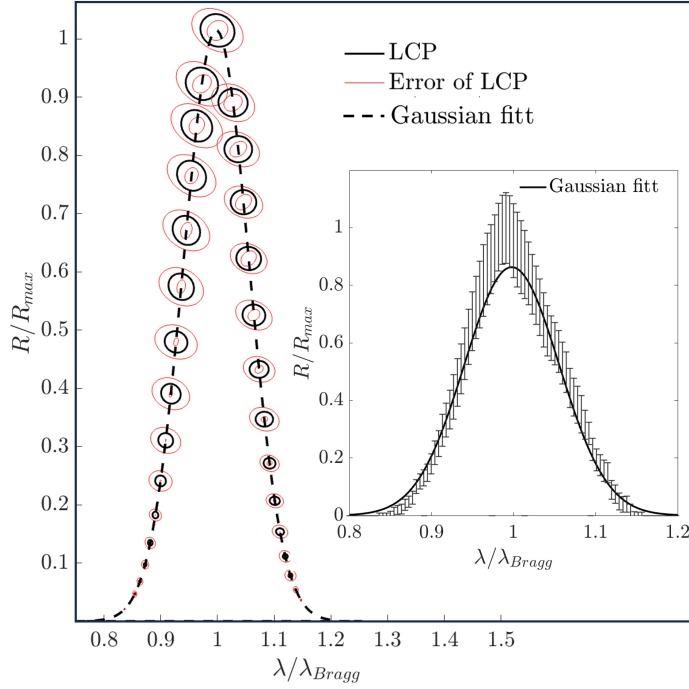 LCP
Error of LCP
Gaussian fitt
R/R_max
1
0.9
0.8
0.7
0.6
0.5
0.4
0.3
0.2
0.1
0.8 0.9 1 1.1 1.2 1.3 1.4 1.5
λ/λ_Bragg
Gaussian fitt
R/R_max
1
0.8
0.6
0.4
0.2
0
0.8 0.9 1 1.1 1.2
λ/λ_Bragg